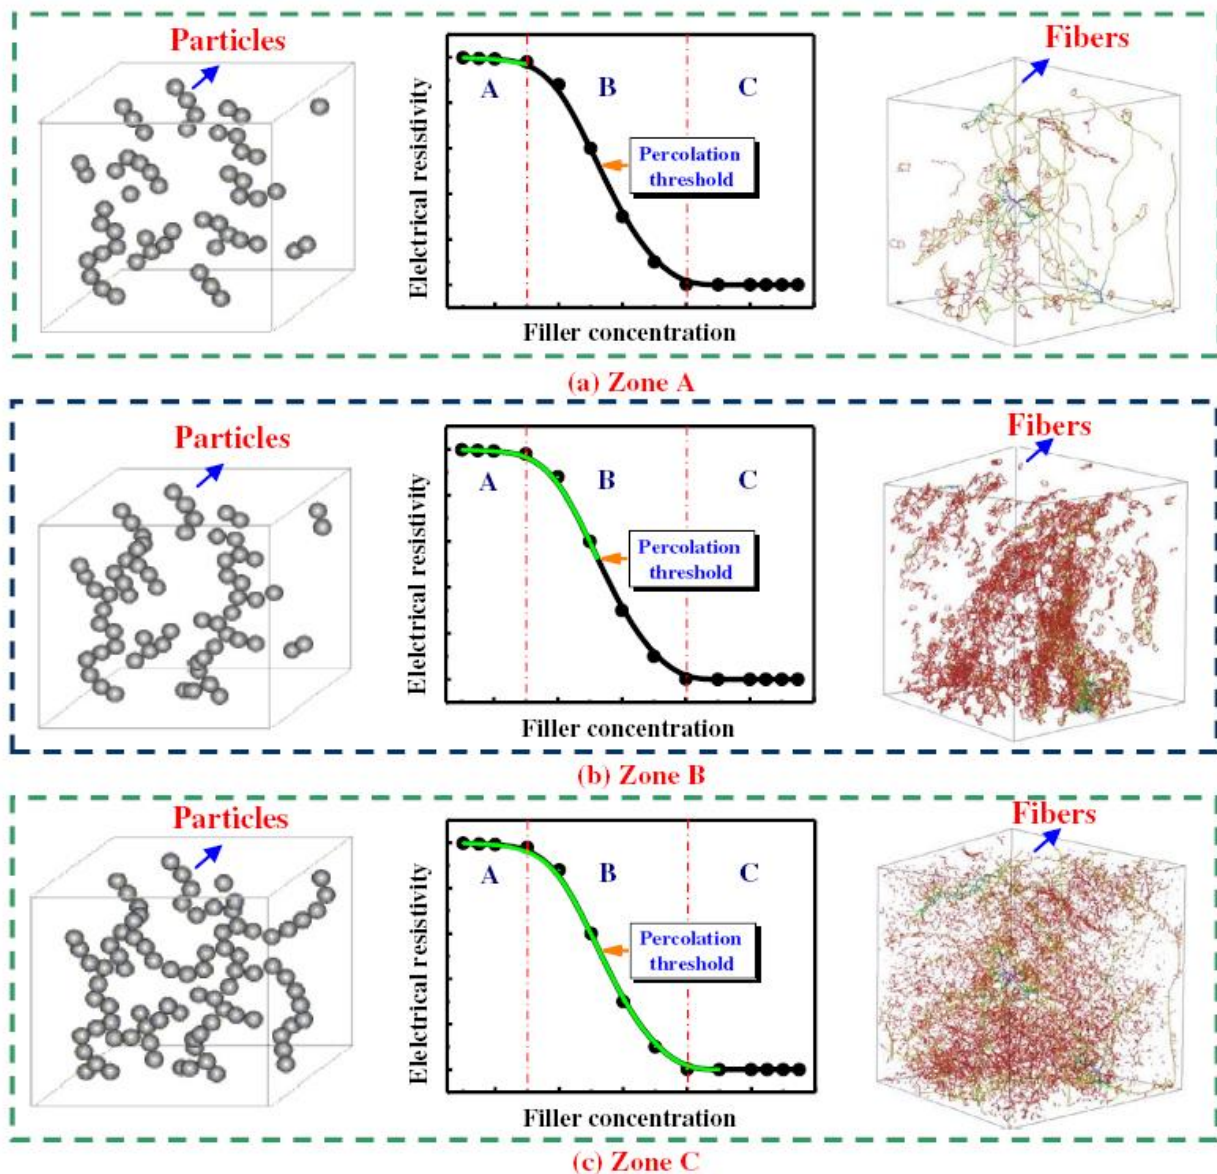 Particles
Fibers
A
B
C
Percolation
threshold
Elelctrical resistivity
Filler concentration
(a) Zone A
Particles
Fibers
A
B
C
Percolation
threshold
Elelctrical resistivity
Filler concentration
(b) Zone B
Particles
Fibers
A
B
C
Percolation
threshold
Elelctrical resistivity
Filler concentration
(c) Zone C